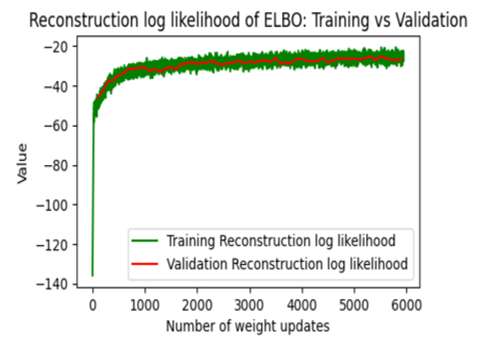 Reconstruction log likelihood of ELBO: Training vs Validation
−20
−40
−60
−80
−100
−120
−140
Value
Training Reconstruction log likelihood
Validation Reconstruction log likelihood
0 1000 2000 3000 4000 5000 6000
Number of weight updates